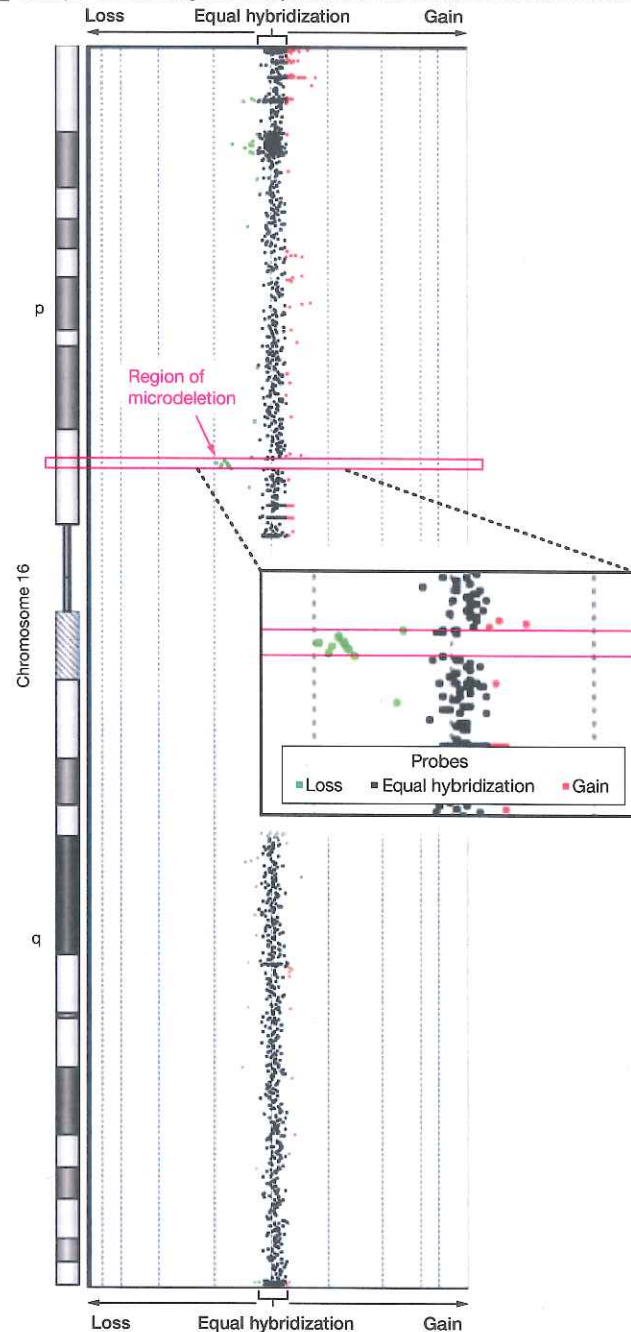 Loss Equal hybridization Gain
p
Region of
microdeletion
Chromosome 16
Probes
Loss Equal hybridization Gain
q
Loss Equal hybridization Gain